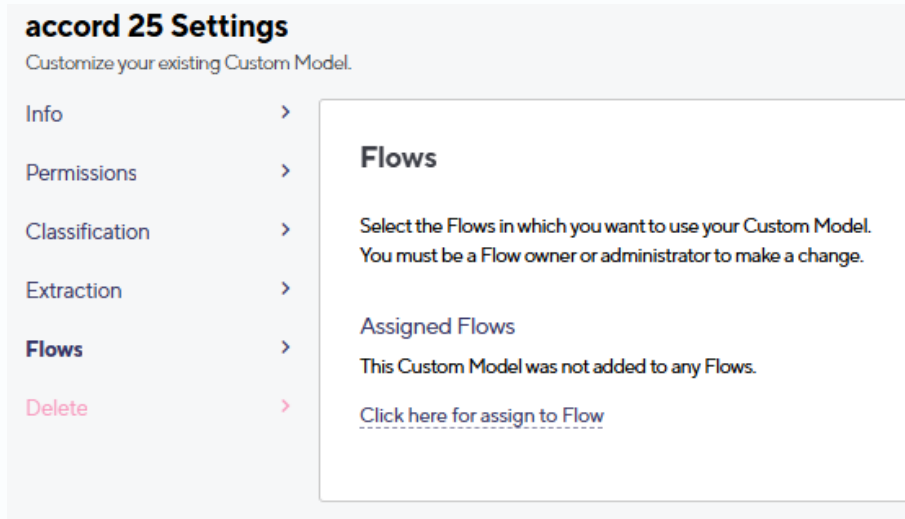 accord 25 Settings
Customize your existing Custom Model.
Info
Permissions
Classification
Extraction
Flows
Delete
Flows
Select the Flows in which you want to use your Custom Model.
You must be a Flow owner or administrator to make a change.
Assigned Flows
This Custom Model was not added to any Flows.
Click here for assign to Flow